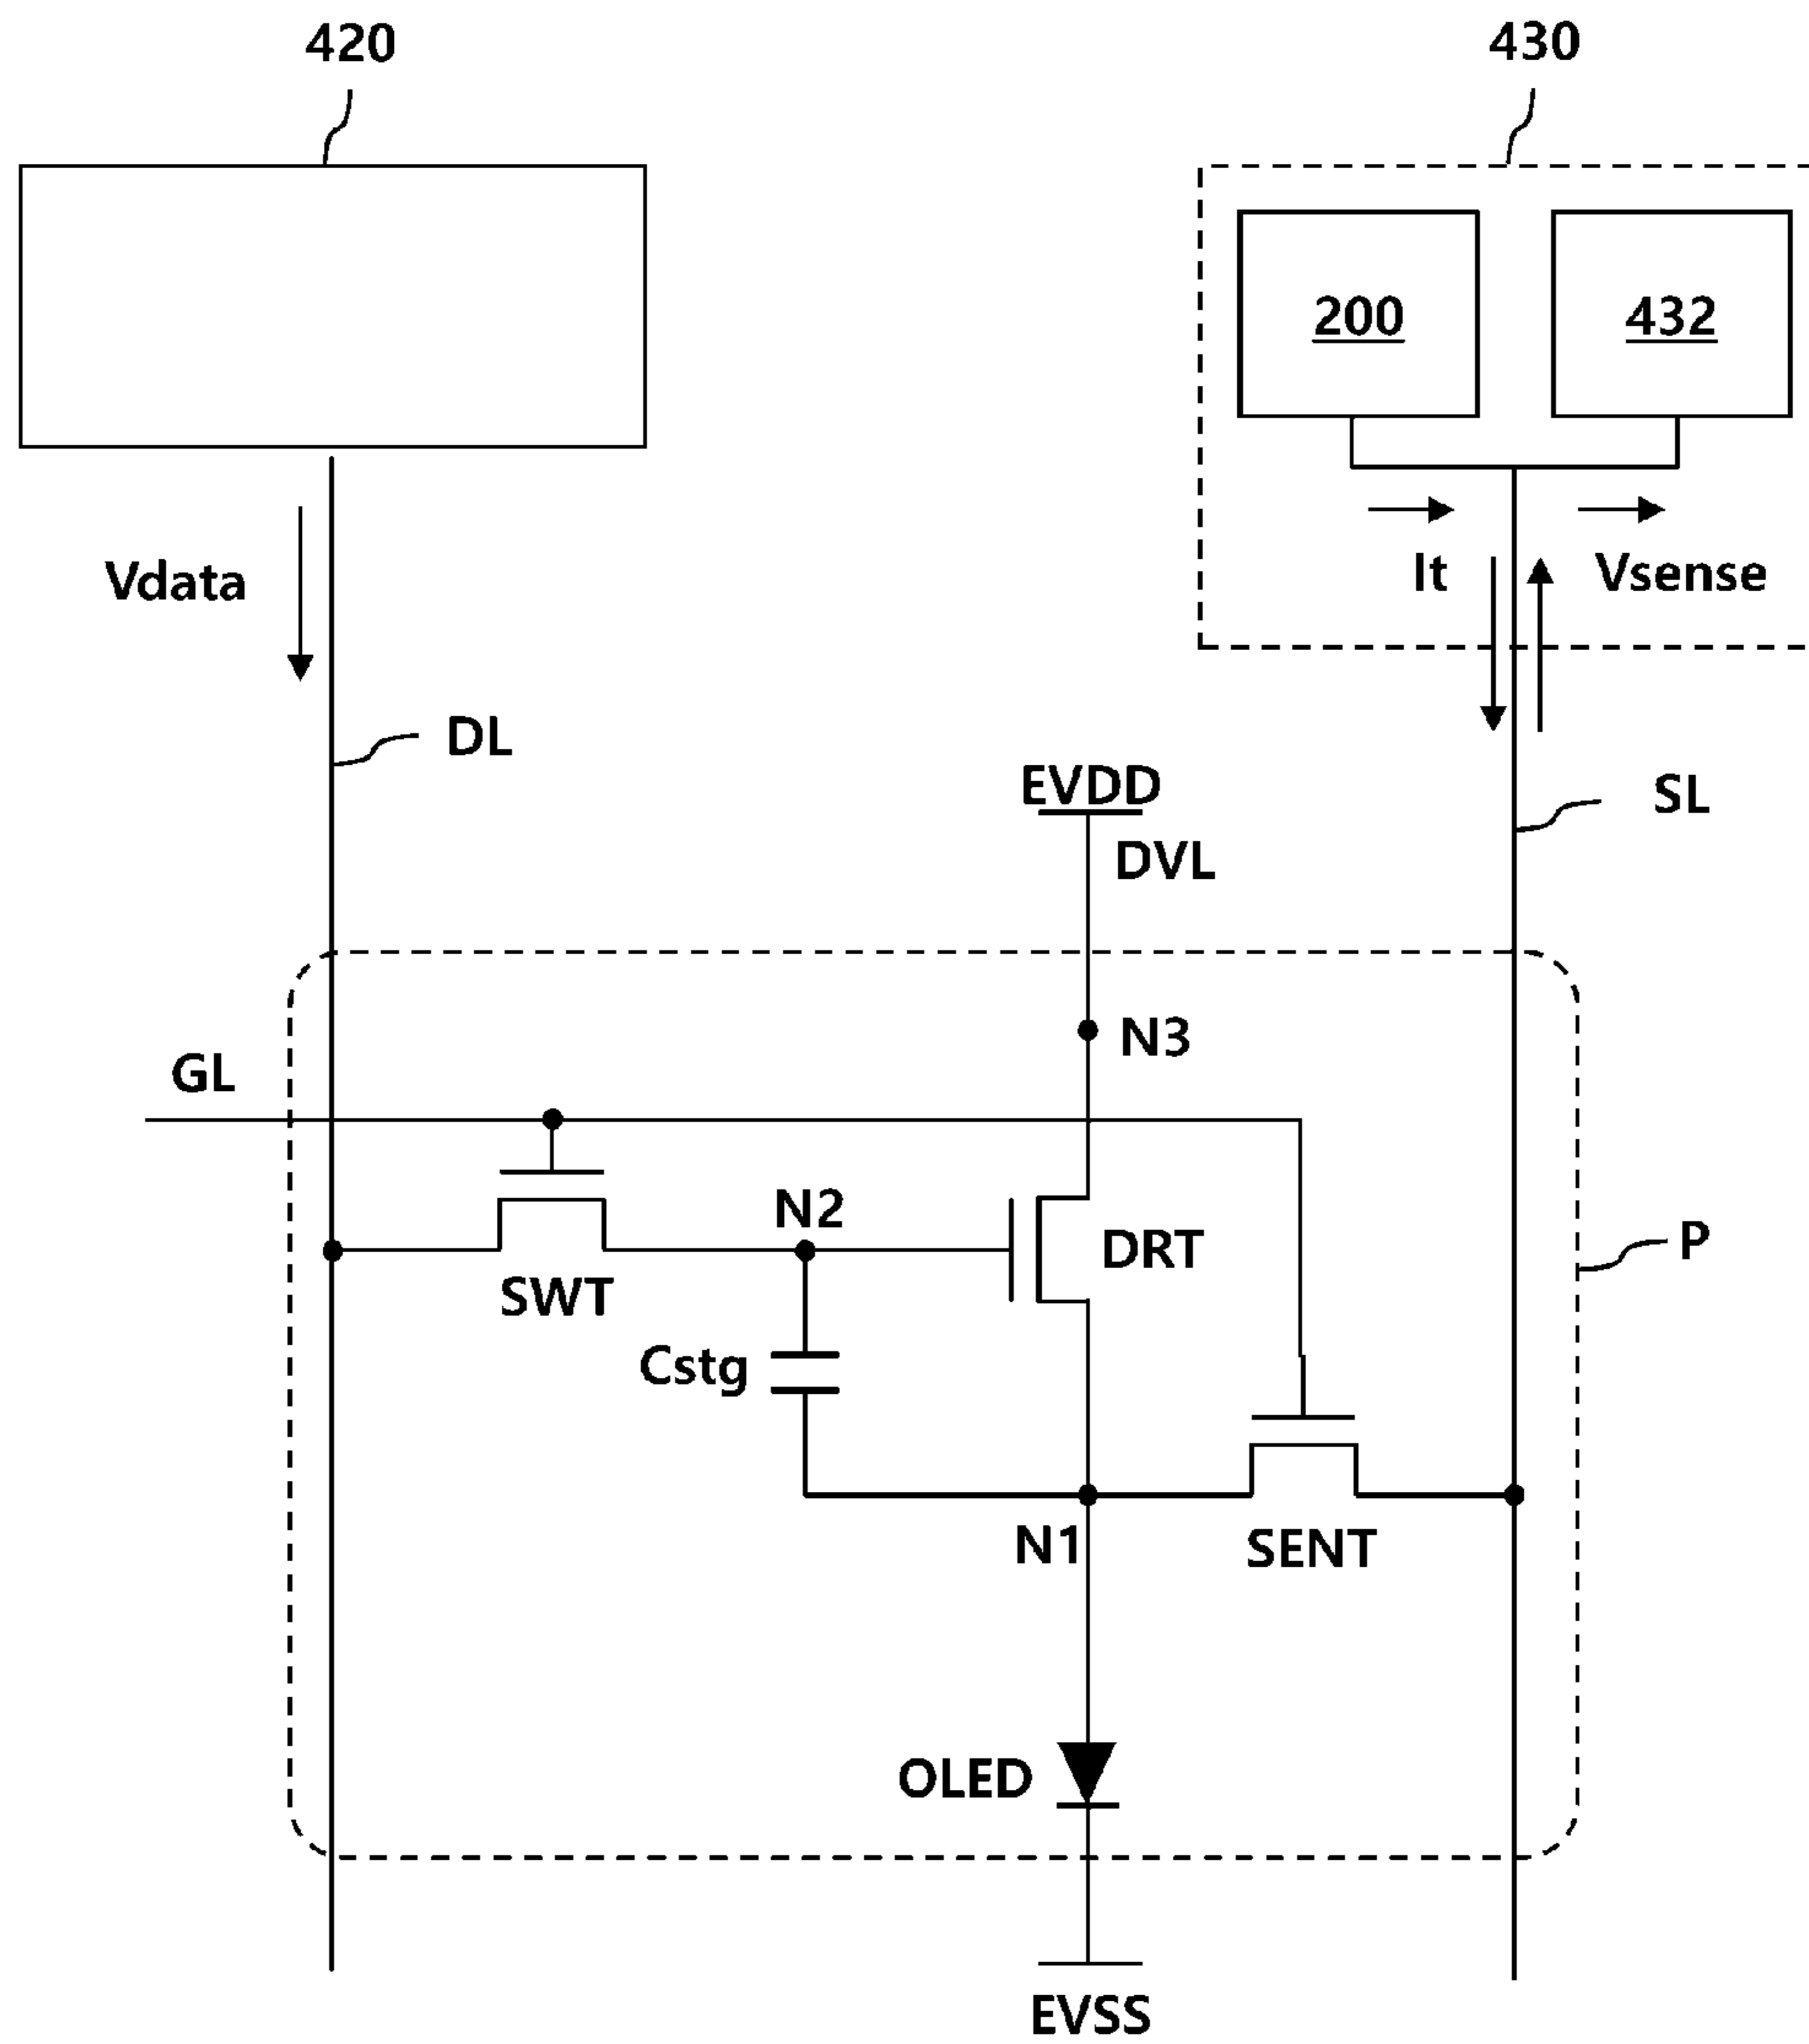 420
430
200
432
Vdata
It
Vsense
DL
EVDD
SL
DVL
N3
GL
N2
DRT
P
SWT
Cstg
N1
SENT
OLED
EVSS